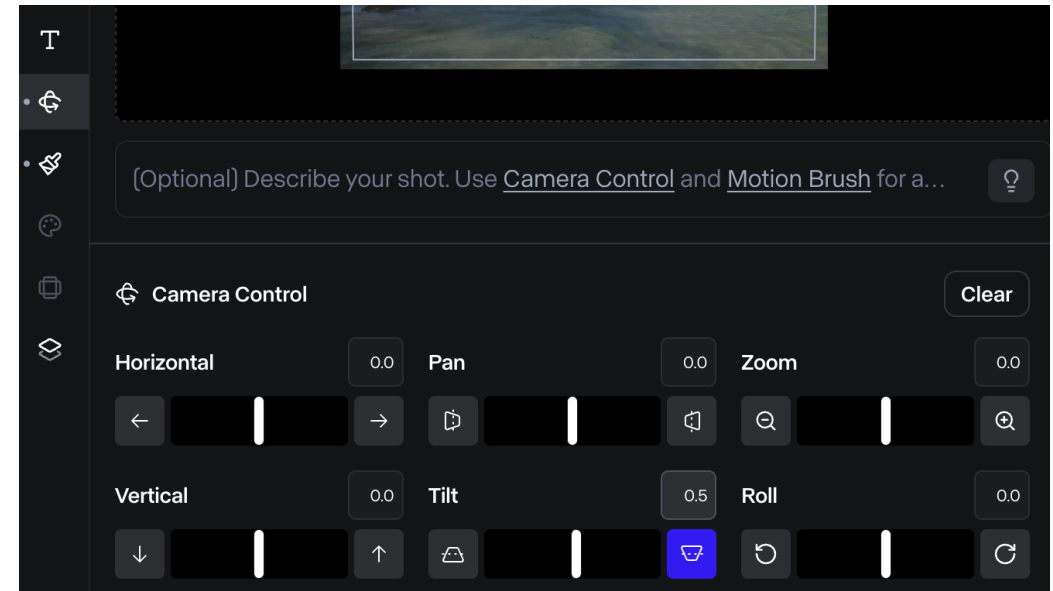 T
(Optional) Describe your shot. Use Camera Control and Motion Brush for a...
Camera Control
Clear
Horizontal 0.0 Pan 0.0 Zoom 0.0
Vertical 0.0 Tilt 0.5 Roll 0.0